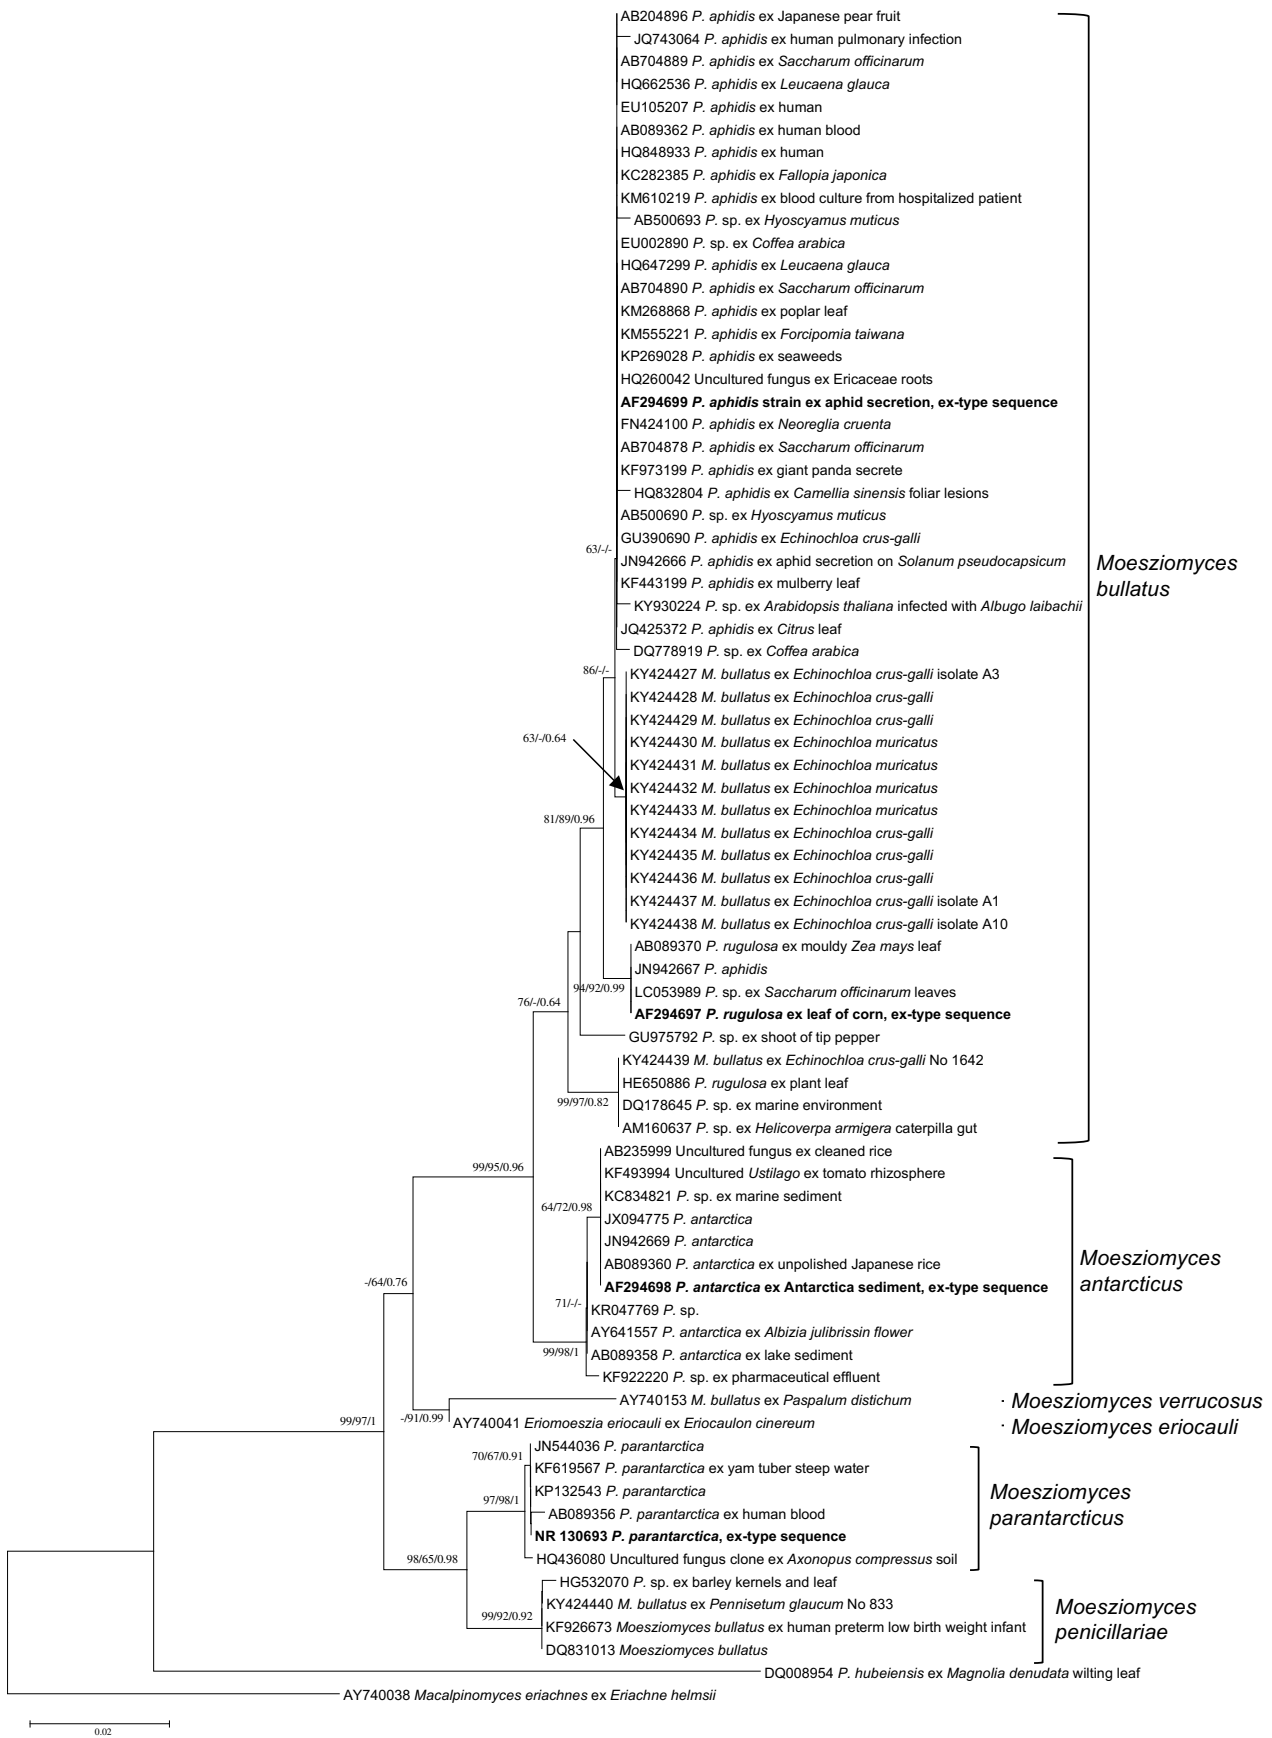 AB204896 P. aphidis ex Japanese pear fruit
JQ743064 P. aphidis ex human pulmonary infection
AB704889 P. aphidis ex Saccharum officinarum
HQ662536 P. aphidis ex Leucaena glauca
EU105207 P. aphidis ex human
AB089362 P. aphidis ex human blood
HQ848933 P. aphidis ex human
KC282385 P. aphidis ex Fallopia japonica
KM610219 P. aphidis ex blood culture from hospitalized patient
AB500693 P. sp. ex Hyoscyamus muticus
EU002890 P. sp. ex Coffea arabica
HQ647299 P. aphidis ex Leucaena glauca
AB704890 P. aphidis ex Saccharum officinarum
KM268868 P. aphidis ex poplar leaf
KM555221 P. aphidis ex Forcipomia taiwana
KP269028 P. aphidis ex seaweeds
HQ260042 Uncultured fungus ex Ericaceae roots
AF294699 P. aphidis strain ex aphid secretion, ex-type sequence
FN424100 P. aphidis ex Neoreglia cruenta
AB704878 P. aphidis ex Saccharum officinarum
KF973199 P. aphidis ex giant panda secrete
HQ832804 P. aphidis ex Camellia sinensis foliar lesions
AB500690 P. sp. ex Hyoscyamus muticus
GU390690 P. aphidis ex Echinochloa crus-galli
63/-/-
JN942666 P. aphidis ex aphid secretion on Solanum pseudocapsicum
Moesziomyces
bullatus
KF443199 P. aphidis ex mulberry leaf
KY930224 P. sp. ex Arabidopsis thaliana infected with Albugo laibachii
JQ425372 P. aphidis ex Citrus leaf
DQ778919 P. sp. ex Coffea arabica
86/-/-
KY424427 M. bullatus ex Echinochloa crus-galli isolate A3
KY424428 M. bullatus ex Echinochloa crus-galli
KY424429 M. bullatus ex Echinochloa crus-galli
63/-/0.64
KY424430 M. bullatus ex Echinochloa muricatus
KY424431 M. bullatus ex Echinochloa muricatus
KY424432 M. bullatus ex Echinochloa muricatus
KY424433 M. bullatus ex Echinochloa muricatus
81/89/0.96
KY424434 M. bullatus ex Echinochloa crus-galli
KY424435 M. bullatus ex Echinochloa crus-galli
KY424436 M. bullatus ex Echinochloa crus-galli
KY424437 M. bullatus ex Echinochloa crus-galli isolate A1
KY424438 M. bullatus ex Echinochloa crus-galli isolate A10
AB089370 P. rugulosa ex mouldy Zea mays leaf
JN942667 P. aphidis
94/92/0.99
LC053989 P. sp. ex Saccharum officinarum leaves
76/-/0.64
AF294697 P. rugulosa ex leaf of corn, ex-type sequence
GU975792 P. sp. ex shoot of tip pepper
KY424439 M. bullatus ex Echinochloa crus-galli No 1642
HE650886 P. rugulosa ex plant leaf
99/97/0.82
DQ178645 P. sp. ex marine environment
AM160637 P. sp. ex Helicoverpa armigera caterpilla gut
AB235999 Uncultured fungus ex cleaned rice
99/95/0.96
KF493994 Uncultured Ustilago ex tomato rhizosphere
KC834821 P. sp. ex marine sediment
64/72/0.98
JX094775 P. antarctica
JN942669 P. antarctica
AB089360 P. antarctica ex unpolished Japanese rice
Moesziomyces
antarcticus
-/64/0.76
AF294698 P. antarctica ex Antarctica sediment, ex-type sequence
71/-/-
KR047769 P. sp.
AY641557 P. antarctica ex Albizia julibrissin flower
99/98/1
AB089358 P. antarctica ex lake sediment
KF922220 P. sp. ex pharmaceutical effluent
AY740153 M. bullatus ex Paspalum distichum
· Moesziomyces verrucosus
99/97/1
-/91/0.99
AY740041 Eriomoeszia eriocauli ex Eriocaulon cinereum
· Moesziomyces eriocauli
JN544036 P. parantarctica
70/67/0.91
KF619567 P. parantarctica ex yam tuber steep water
KP132543 P. parantarctica
97/98/1
AB089356 P. parantarctica ex human blood
Moesziomyces
parantarcticus
NR 130693 P. parantarctica, ex-type sequence
98/65/0.98
HQ436080 Uncultured fungus clone ex Axonopus compressus soil
HG532070 P. sp. ex barley kernels and leaf
KY424440 M. bullatus ex Pennisetum glaucum No 833
99/92/0.92
KF926673 Moesziomyces bullatus ex human preterm low birth weight infant
Moesziomyces
penicillariae
DQ831013 Moesziomyces bullatus
DQ008954 P. hubeiensis ex Magnolia denudata wilting leaf
AY740038 Macalpinomyces eriachnes ex Eriachne helmsii
0.02